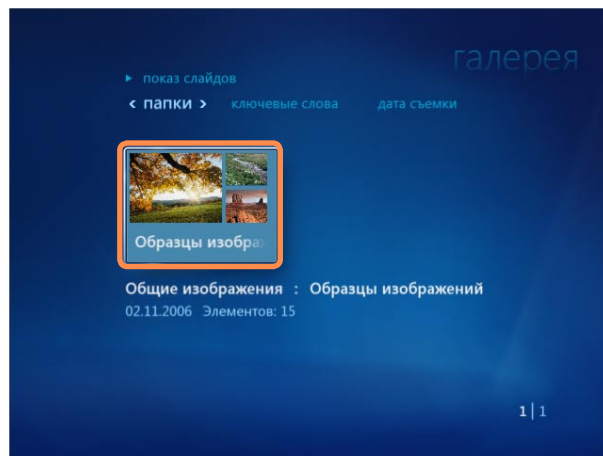 галерея
▸ показ слайдов
‹ папки › ключевые слова дата съемки
Образцы изображ
Общие изображения : Образцы изображений
02.11.2006 Элементов: 15
1 | 1